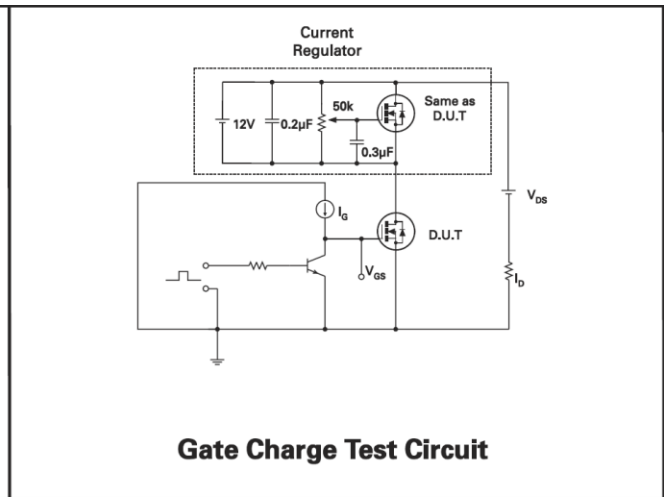 Current
Regulator
12V
0.2µF
50k
0.3µF
Same as
D.U.T
I_G
V_GS
D.U.T
V_DS
I_D
Gate Charge Test Circuit